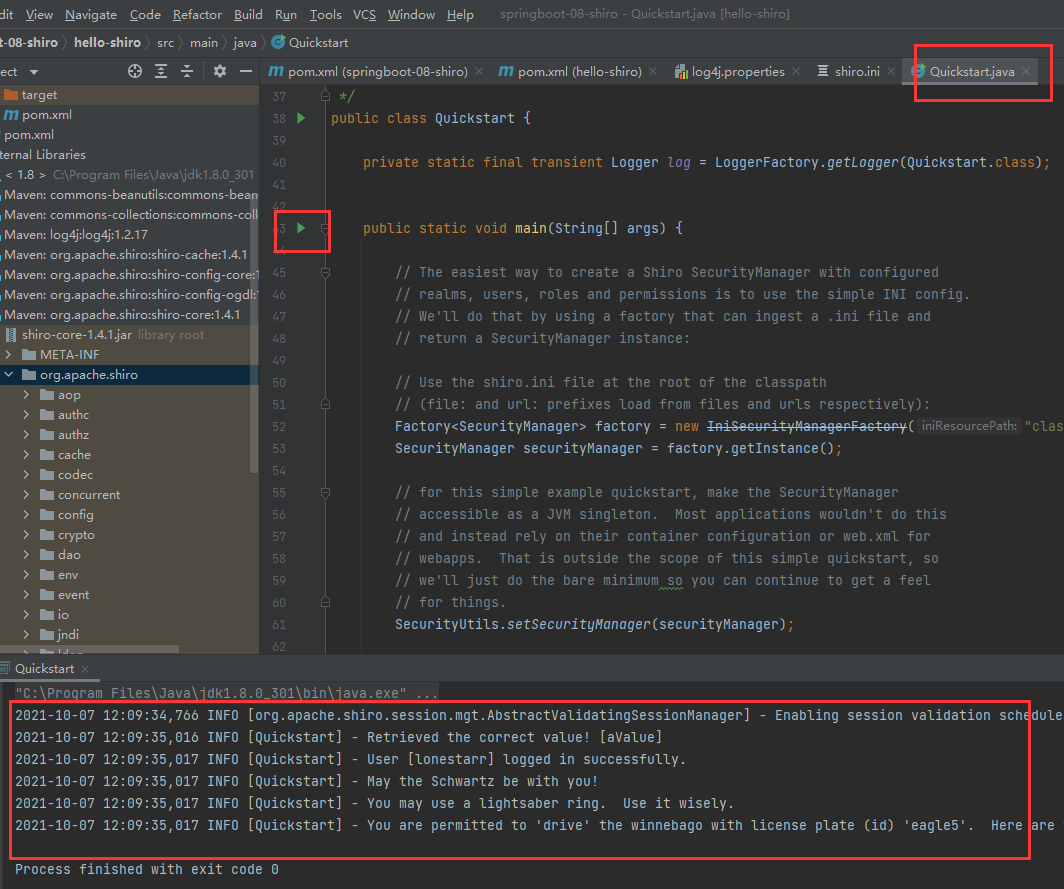 View Navigate Code Refactor Build Run Tools VCS Window Help springboot-08-shiro - Quickstart.java [hello-shiro]
t-08-shiro hello-shiro src main java Quickstart
pom.xml (springboot-08-shiro) pom.xml (hello-shiro) log4j.properties shiro.ini Quickstart.java
target
pom.xml
pom.xml
ternal Libraries
< 1.8 > C:\Program Files\Java\jdk1.8.0_301
Maven: commons-beanutils:commons-bean
Maven: commons-collections:commons-coll
Maven: log4j:log4j:1.2.17
Maven: org.apache.shiro:shiro-cache:1.4.1
Maven: org.apache.shiro:shiro-config-core:1
Maven: org.apache.shiro:shiro-config-ogdl:1
Maven: org.apache.shiro:shiro-core:1.4.1
shiro-core-1.4.1.jar library root
META-INF
org.apache.shiro
aop
authc
authz
cache
codec
concurrent
config
crypto
dao
env
event
io
jndi
37 */
38 public class Quickstart {
39
40 private static final transient Logger log = LoggerFactory.getLogger(Quickstart.class);
41
42
43 public static void main(String[] args) {
44
45 // The easiest way to create a Shiro SecurityManager with configured
46 // realms, users, roles and permissions is to use the simple INI config.
47 // We'll do that by using a factory that can ingest a .ini file and
48 // return a SecurityManager instance:
49
50 // Use the shiro.ini file at the root of the classpath
51 // (file: and url: prefixes load from files and urls respectively):
52 Factory<SecurityManager> factory = new IniSecurityManagerFactory( iniResourcePath: "clas
53 SecurityManager securityManager = factory.getInstance();
54
55 // for this simple example quickstart, make the SecurityManager
56 // accessible as a JVM singleton.  Most applications wouldn't do this
57 // and instead rely on their container configuration or web.xml for
58 // webapps.  That is outside the scope of this simple quickstart, so
59 // we'll just do the bare minimum so you can continue to get a feel
60 // for things.
61 SecurityUtils.setSecurityManager(securityManager);
62
Quickstart
"C:\Program Files\Java\jdk1.8.0_301\bin\java.exe" ...
2021-10-07 12:09:34,766 INFO [org.apache.shiro.session.mgt.AbstractValidatingSessionManager] - Enabling session validation schedule
2021-10-07 12:09:35,016 INFO [Quickstart] - Retrieved the correct value! [aValue]
2021-10-07 12:09:35,017 INFO [Quickstart] - User [lonestarr] logged in successfully.
2021-10-07 12:09:35,017 INFO [Quickstart] - May the Schwartz be with you!
2021-10-07 12:09:35,017 INFO [Quickstart] - You may use a lightsaber ring.  Use it wisely.
2021-10-07 12:09:35,017 INFO [Quickstart] - You are permitted to 'drive' the winnebago with license plate (id) 'eagle5'.  Here are
Process finished with exit code 0